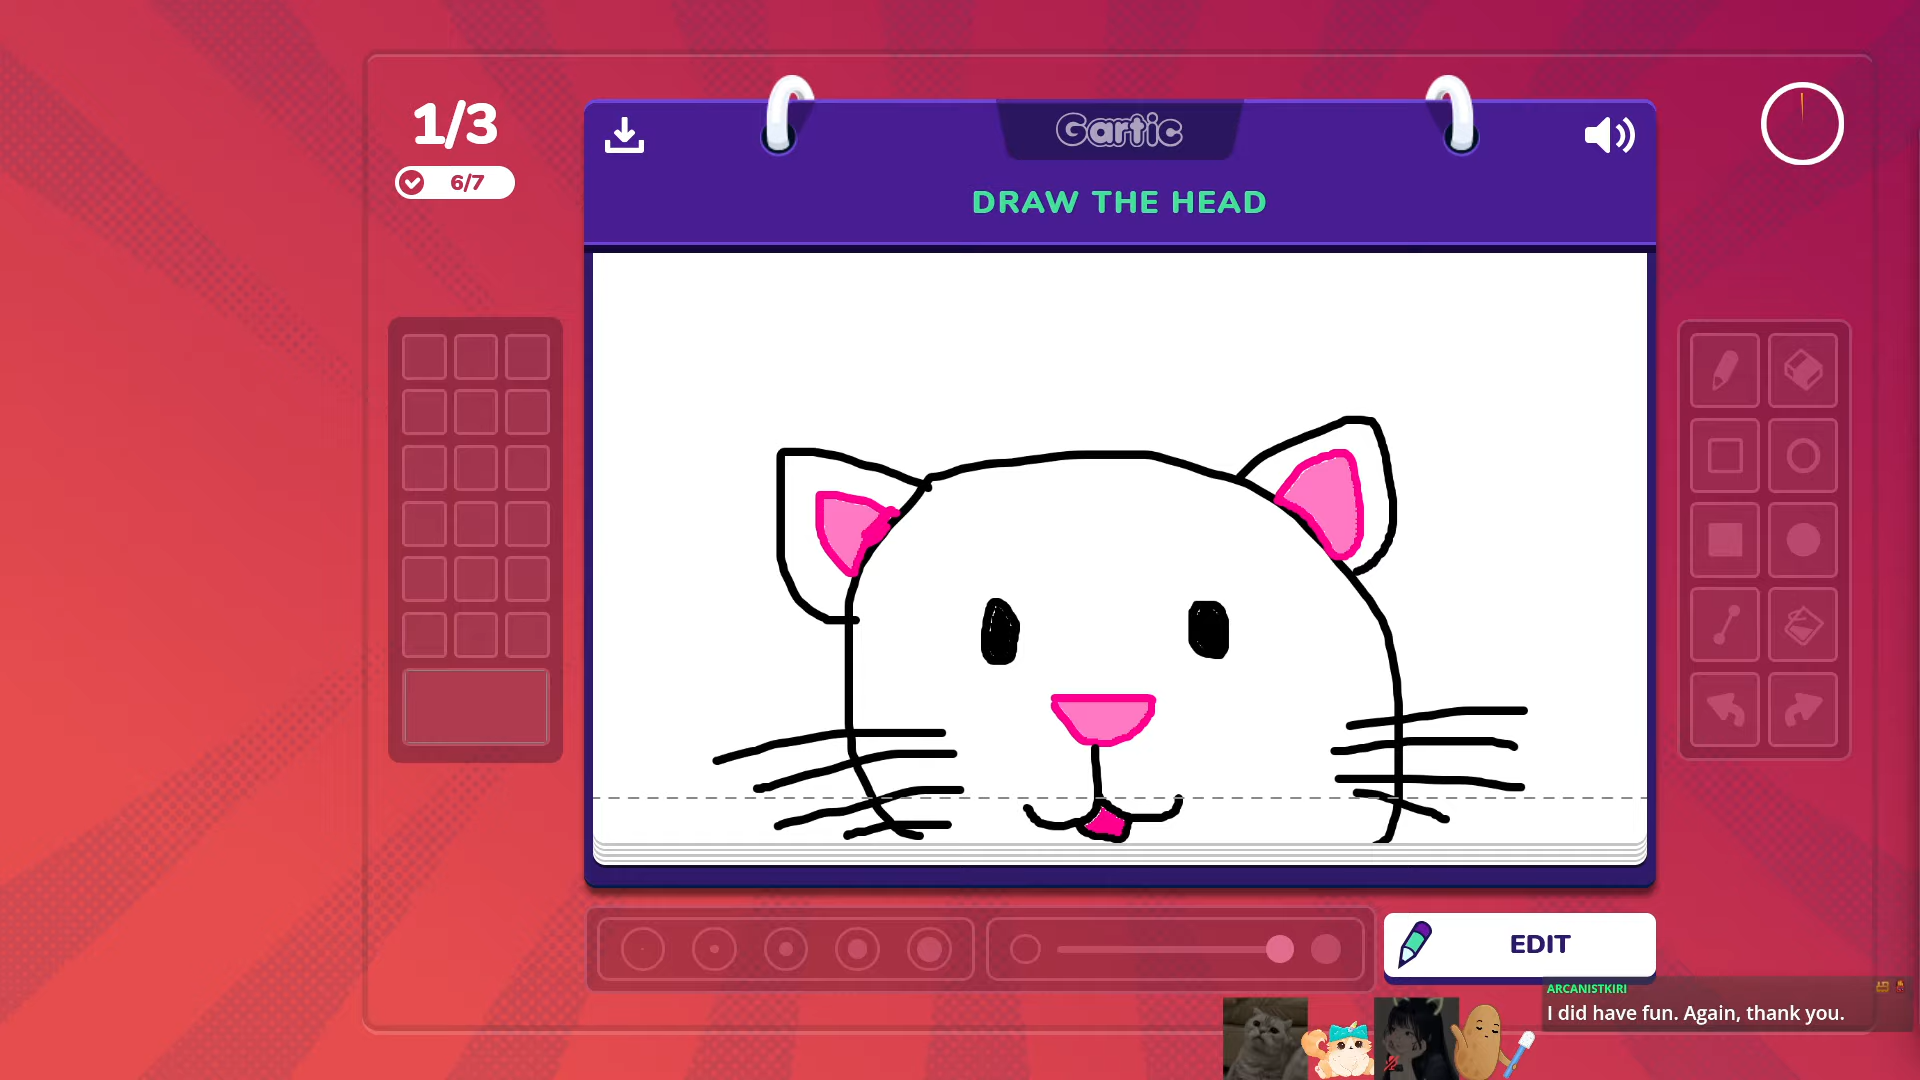 1/3
6/7
Gartic
DRAW THE HEAD
EDIT
ARCANISTKIRI
I did have fun. Again, thank you.